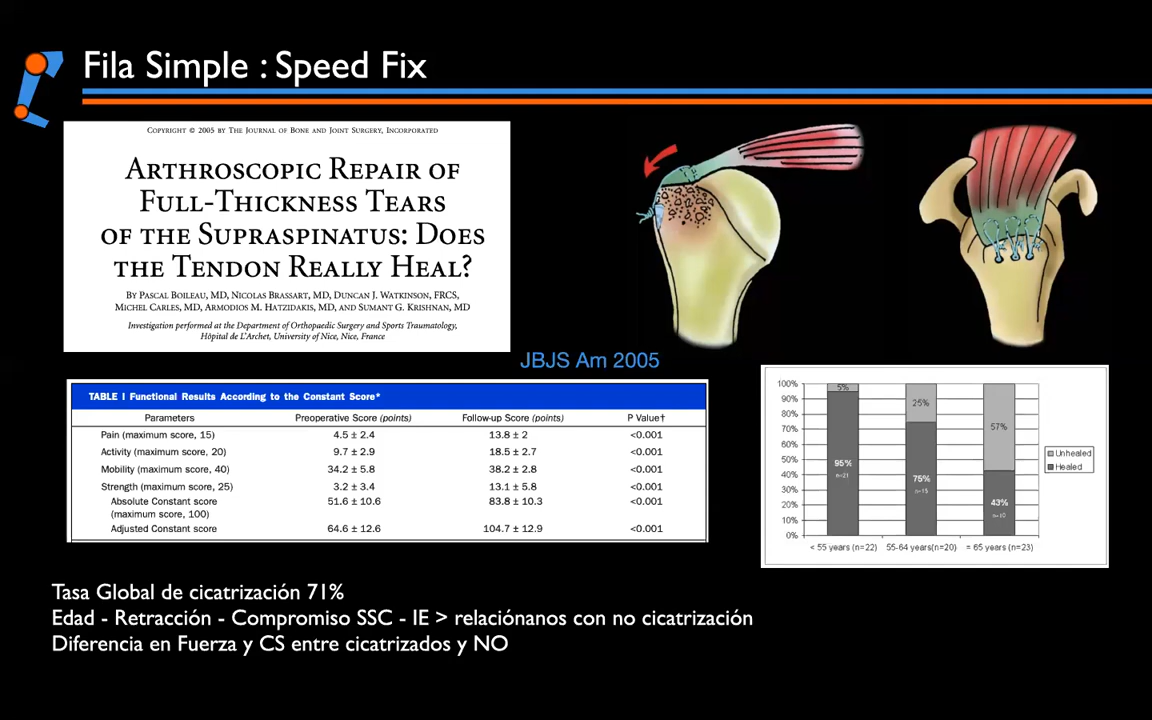 Fila Simple : Speed Fix
COPYRIGHT © 2005 BY THE JOURNAL OF BONE AND JOINT SURGERY, INCORPORATED
ARTHROSCOPIC REPAIR OF
FULL-THICKNESS TEARS
OF THE SUPRASPINATUS: DOES
THE TENDON REALLY HEAL?
BY PASCAL BOILEAU, MD, NICOLAS BRASSART, MD, DUNCAN J. WATKINSON, FRCS,
MICHEL CARLES, MD, ARMODIOS M. HATZIDAKIS, MD, AND SUMANT G. KRISHNAN, MD
Investigation performed at the Department of Orthopaedic Surgery and Sports Traumatology,
Hôpital de L'Archet, University of Nice, Nice, France
JBJS Am 2005
TABLE I Functional Results According to the Constant Score*
Parameters Preoperative Score (points) Follow-up Score (points) P Value†
Pain (maximum score, 15) 4.5 ± 2.4 13.8 ± 2 <0.001
Activity (maximum score, 20) 9.7 ± 2.9 18.5 ± 2.7 <0.001
Mobility (maximum score, 40) 34.2 ± 5.8 38.2 ± 2.8 <0.001
Strength (maximum score, 25) 3.2 ± 3.4 13.1 ± 5.8 <0.001
Absolute Constant score 51.6 ± 10.6 83.8 ± 10.3 <0.001
(maximum score, 100)
Adjusted Constant score 64.6 ± 12.6 104.7 ± 12.9 <0.001
100%
90%
80%
70%
60%
50%
40%
30%
20%
10%
0%
5%
95%
n=21
25%
75%
n=15
57%
43%
n=10
< 55 years (n=22) 55-64 years(n=20) = 65 years (n=23)
Unhealed
Healed
Tasa Global de cicatrización 71%
Edad - Retracción - Compromiso SSC - IE > relaciónanos con no cicatrización
Diferencia en Fuerza y CS entre cicatrizados y NO